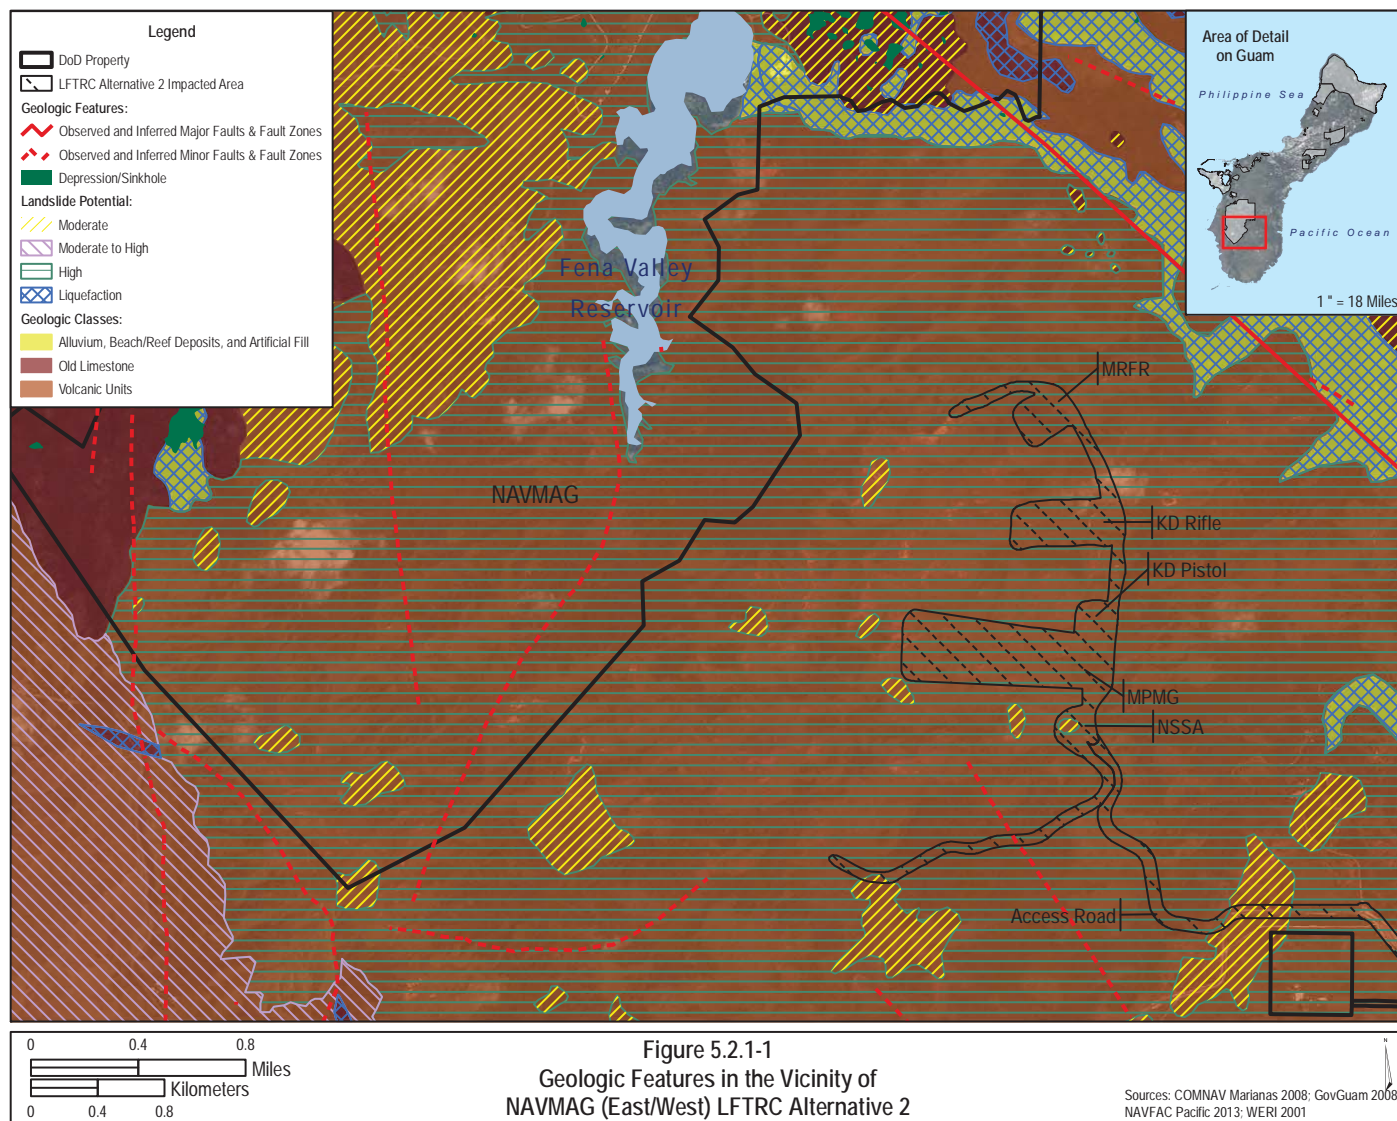 Legend
DoD Property
LFTRC Alternative 2 Impacted Area
Geologic Features:
Observed and Inferred Major Faults & Fault Zones
Observed and Inferred Minor Faults & Fault Zones
Depression/Sinkhole
Landslide Potential:
Moderate
Moderate to High
High
Liquefaction
Geologic Classes:
Alluvium, Beach/Reef Deposits, and Artificial Fill
Old Limestone
Volcanic Units
Area of Detail
on Guam
Philippine Sea
Pacific Ocean
1 " = 18 Miles
Fena Valley
Reservoir
MRFR
NAVMAG
KD Rifle
KD Pistol
MPMG
NSSA
Access Road
0 0.4 0.8
Miles
Kilometers
0 0.4 0.8
Figure 5.2.1-1
Geologic Features in the Vicinity of
NAVMAG (East/West) LFTRC Alternative 2
N
Sources: COMNAV Marianas 2008; GovGuam 2008
NAVFAC Pacific 2013; WERI 2001